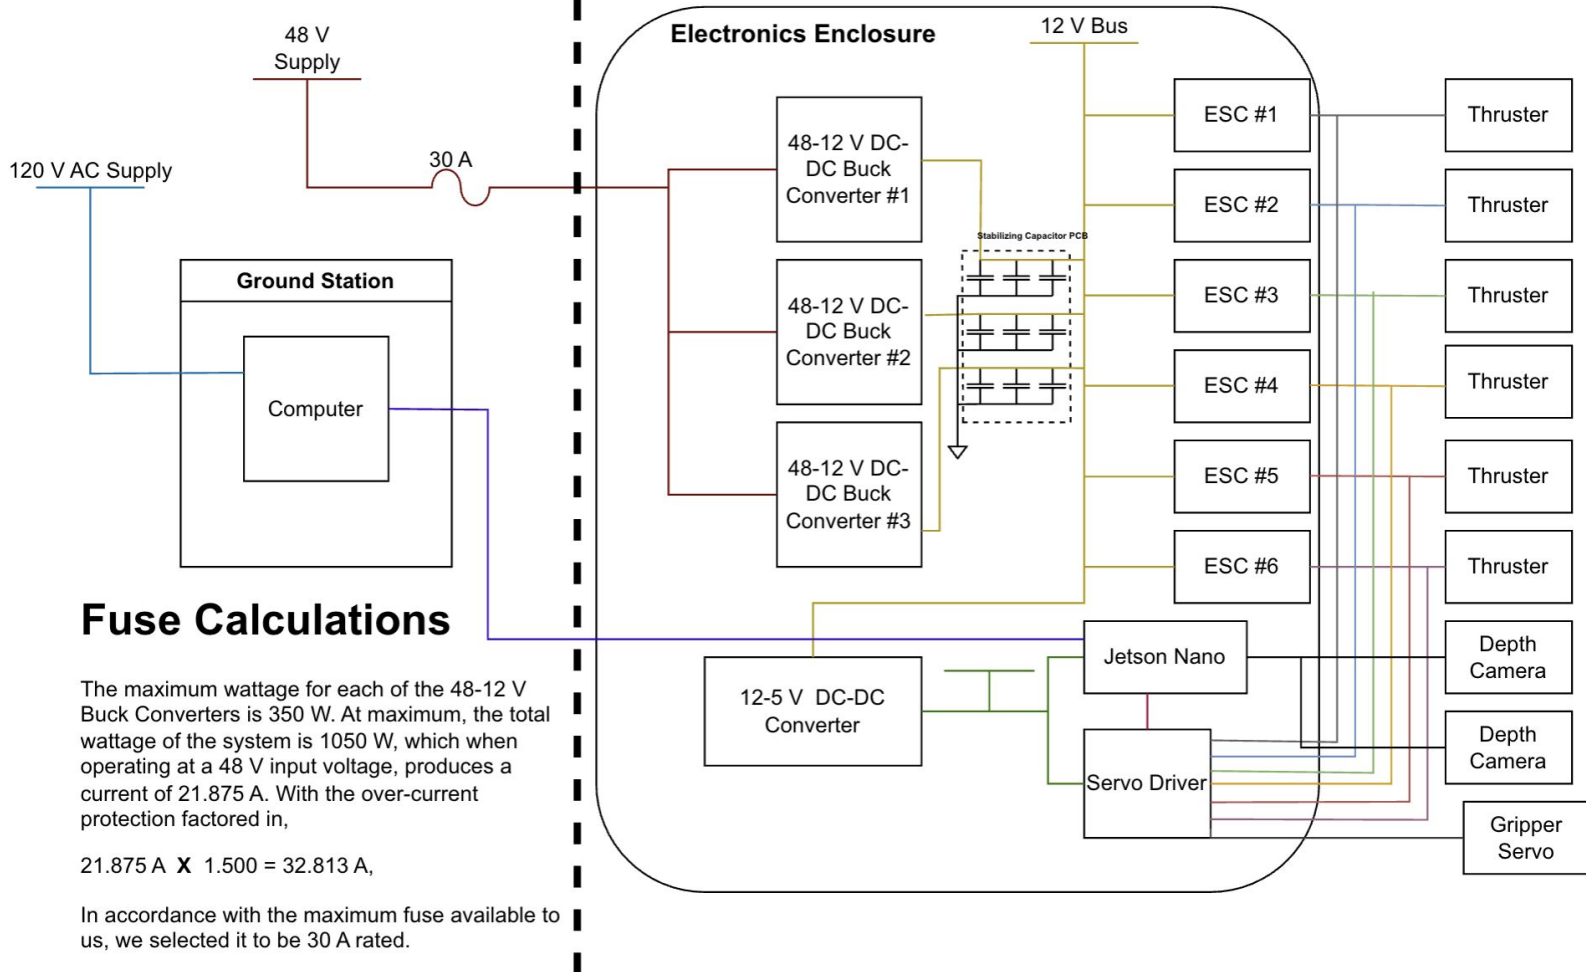 48 V
Supply
120 V AC Supply
30 A
Ground Station
Computer
Fuse Calculations
The maximum wattage for each of the 48-12 V
Buck Converters is 350 W. At maximum, the total
wattage of the system is 1050 W, which when
operating at a 48 V input voltage, produces a
current of 21.875 A. With the over-current
protection factored in,
21.875 A X 1.500 = 32.813 A,
In accordance with the maximum fuse available to
us, we selected it to be 30 A rated.
Electronics Enclosure
12 V Bus
48-12 V DC-
DC Buck
Converter #1
48-12 V DC-
DC Buck
Converter #2
48-12 V DC-
DC Buck
Converter #3
Stabilizing Capacitor PCB
12-5 V DC-DC
Converter
ESC #1
ESC #2
ESC #3
ESC #4
ESC #5
ESC #6
Jetson Nano
Servo Driver
Thruster
Thruster
Thruster
Thruster
Thruster
Thruster
Depth
Camera
Depth
Camera
Gripper
Servo